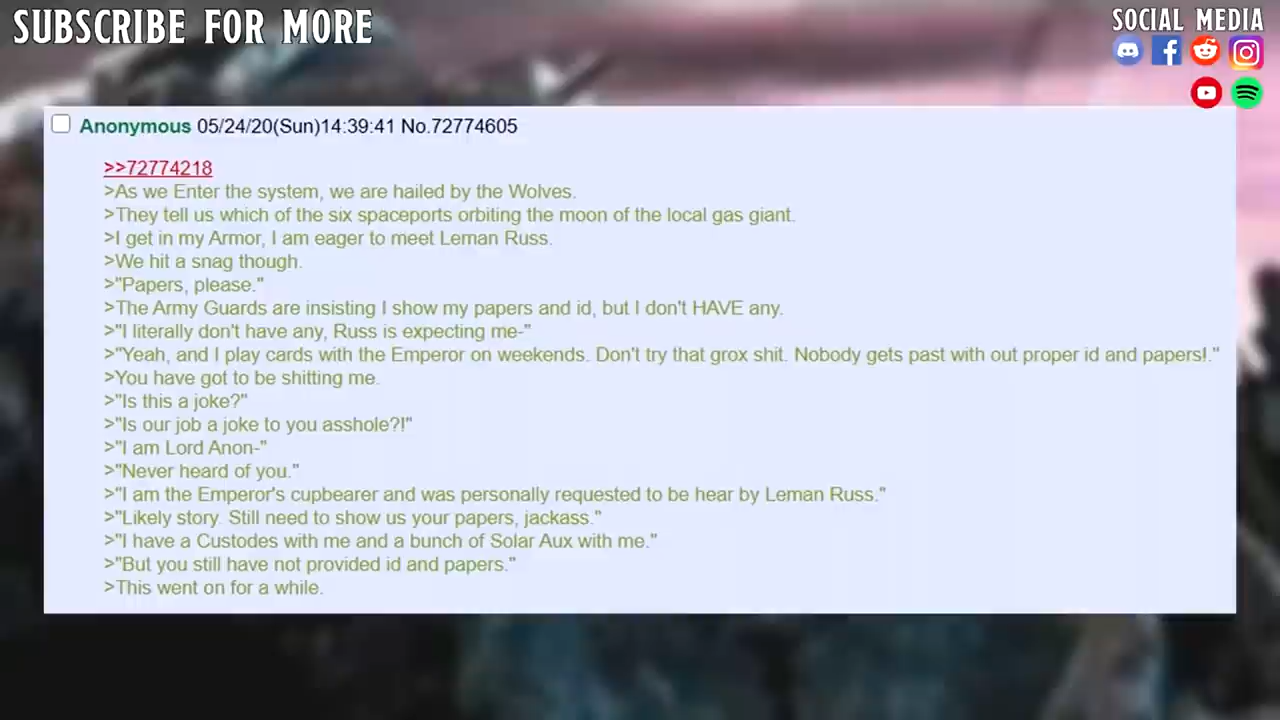 SUBSCRIBE FOR MORE
SOCIAL MEDIA
Anonymous 05/24/20(Sun)14:39:41 No.72774605
>>72774218
>As we Enter the system, we are hailed by the Wolves.
>They tell us which of the six spaceports orbiting the moon of the local gas giant.
>I get in my Armor, I am eager to meet Leman Russ.
>We hit a snag though.
>"Papers, please."
>The Army Guards are insisting I show my papers and id, but I don't HAVE any.
>"I literally don't have any, Russ is expecting me-"
>"Yeah, and I play cards with the Emperor on weekends. Don't try that grox shit. Nobody gets past with out proper id and papers!."
>You have got to be shitting me.
>"Is this a joke?"
>"Is our job a joke to you asshole?!"
>"I am Lord Anon-"
>"Never heard of you."
>"I am the Emperor's cupbearer and was personally requested to be hear by Leman Russ."
>"Likely story. Still need to show us your papers, jackass."
>"I have a Custodes with me and a bunch of Solar Aux with me."
>"But you still have not provided id and papers."
>This went on for a while.